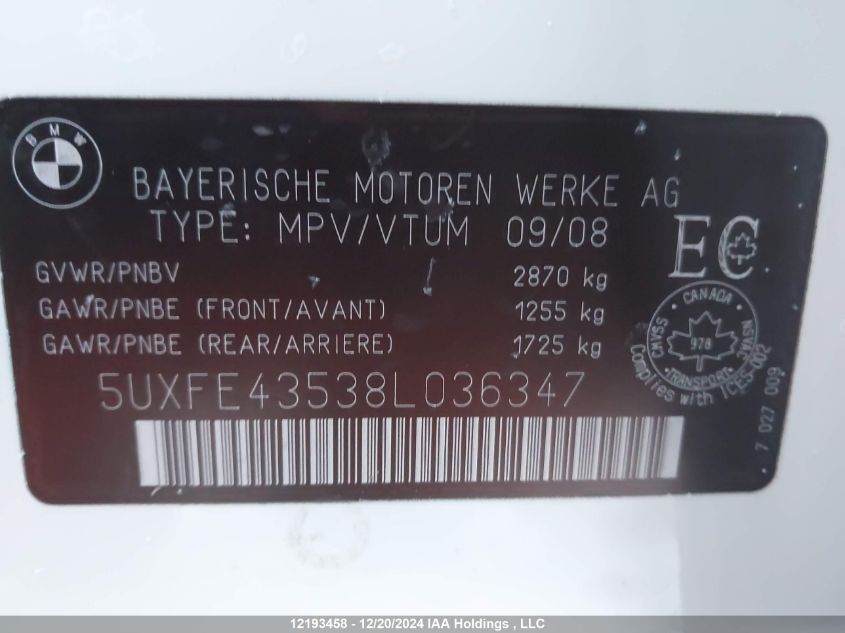 BMW
BAYERISCHE MOTOREN WERKE AG
TYPE: MPV/VTUM 09/08
EC
GVWR/PNBV 2870 kg
GAWR/PNBE (FRONT/AVANT) 1255 kg
GAWR/PNBE (REAR/ARRIERE) 1725 kg
CANADA
CMVSS
NSVAC
978
TRANSPORT
Complies with ICES-002
7 027 009
5UXFE43538L036347
12193458 - 12/20/2024 IAA Holdings , LLC